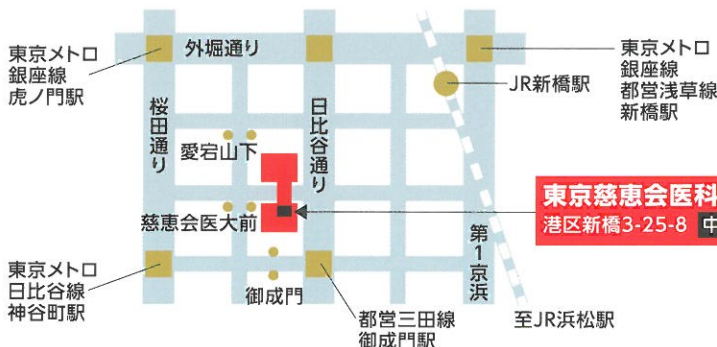 東京メトロ
銀座線
虎ノ門駅
外堀通り
東京メトロ
銀座線
都営浅草線
新橋駅
JR新橋駅
桜田通り
日比谷通り
愛宕山下
慈恵会医大前
東京慈恵会医科
港区新橋3-25-8 中
第1京浜
東京メトロ
日比谷線
神谷町駅
御成門
都営三田線
御成門駅
至JR浜松駅